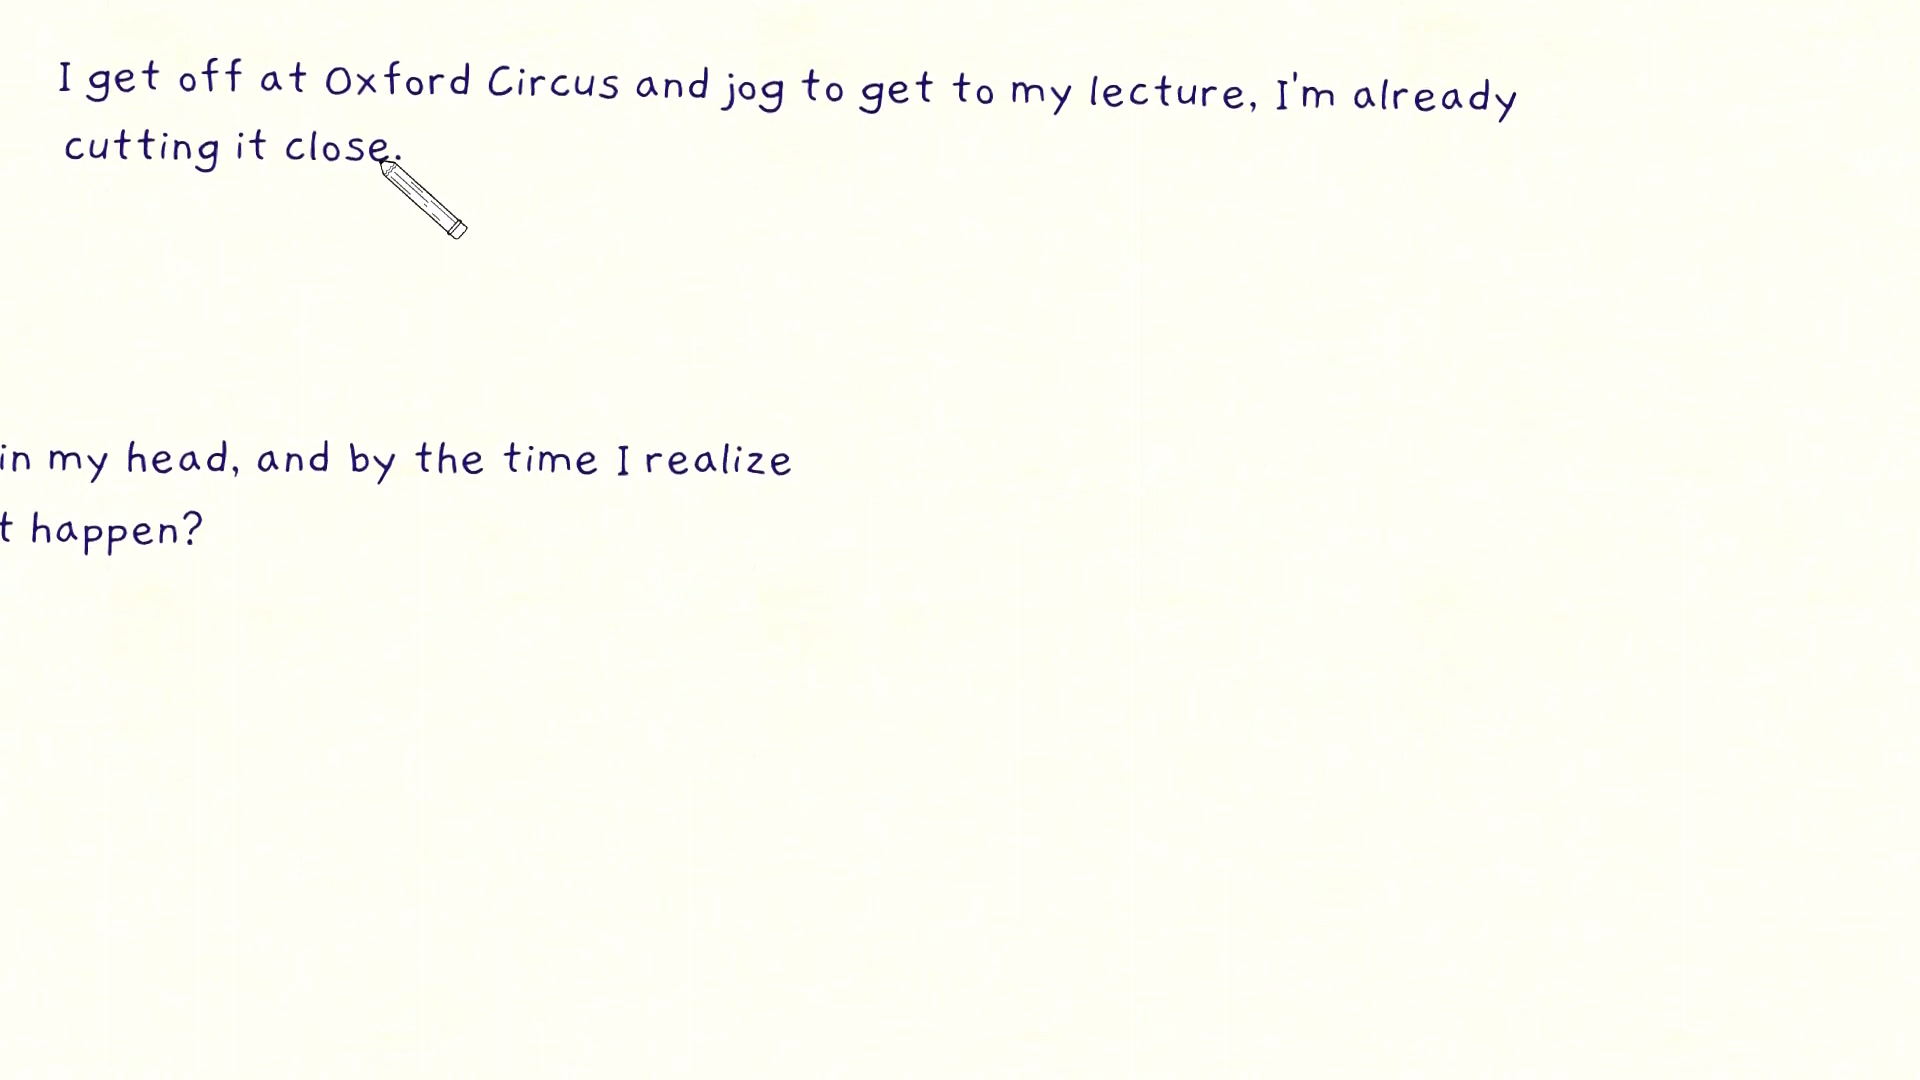 I get off at Oxford Circus and jog to get to my lecture, I'm already
cutting it close.
in my head, and by the time I realize
t happen?